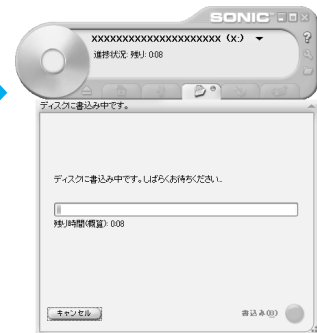 SONIC
XXXXXXXXXXXXXXXXXXXXXX (X:)
進捗状況: 残り: 0:08
ディスクに書込み中です。
ディスクに書込み中です。しばらくお待ちください..
残り時間(概算): 0:08
キャンセル
書込み(B)